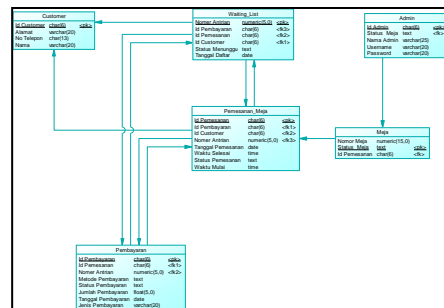 Customer
Id Customer char(6) <pk>
Alamat varchar(20)
No Telepon char(13)
Nama varchar(20)
Waiting_List
Nomer Antrian numeric(5,0) <pk>
Id Pembayaran char(6) <fk3>
Id Pemesanan char(6) <fk2>
Id Customer char(6) <fk1>
Status Menunggu text
Tanggal Daftar date
Admin
Id Admin char(6) <pk>
Status_Meja text <fk>
Nama Admin varchar(25)
Username varchar(20)
Password varchar(20)
Pemesanan_Meja
Id Pemesanan char(6) <pk>
Id Pembayaran char(6) <fk1>
Id Customer char(6) <fk2>
Nomer Antrian numeric(5,0) <fk3>
Tanggal Pemesanan date
Waktu Selesai time
Status Pemesanan text
Waktu Mulai time
Meja
Nomor Meja numeric(15,0)
Status_Meja text <pk>
Id Pemesanan char(6) <fk>
Pembayaran
Id Pembayaran char(6) <pk>
Id Pemesanan char(6) <fk1>
Nomer Antrian numeric(5,0) <fk2>
Metode Pembayaran text
Status Pembayaran text
Jumlah Pembayaran float(5,0)
Tanggal Pembayaran date
Jenis Pembayaran varchar(20)